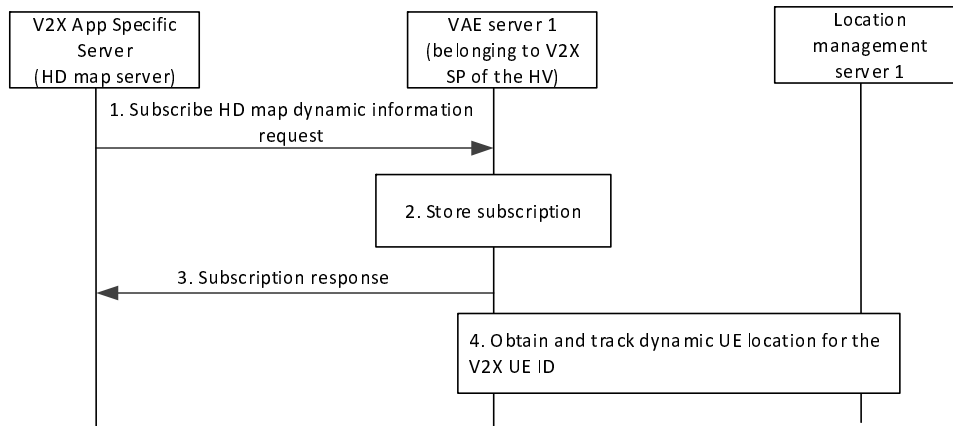 V2X App Specific
Server
(HD map server)
VAE server 1
(belonging to V2X
SP of the HV)
Location
management
server 1
1. Subscribe HD map dynamic information
request
2. Store subscription
3. Subscription response
4. Obtain and track dynamic UE location for the
V2X UE ID